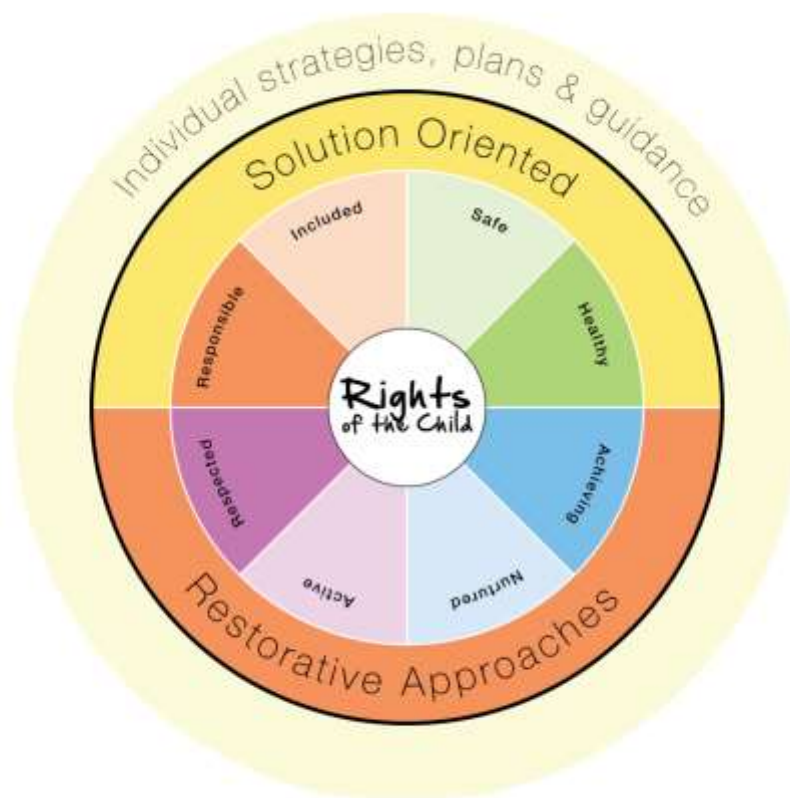 Individual strategies, plans & guidance
Solution Oriented
Included
Safe
Responsible
Healthy
Rights
of the Child
Respected
Achieving
Active
Nurtured
Restorative Approaches